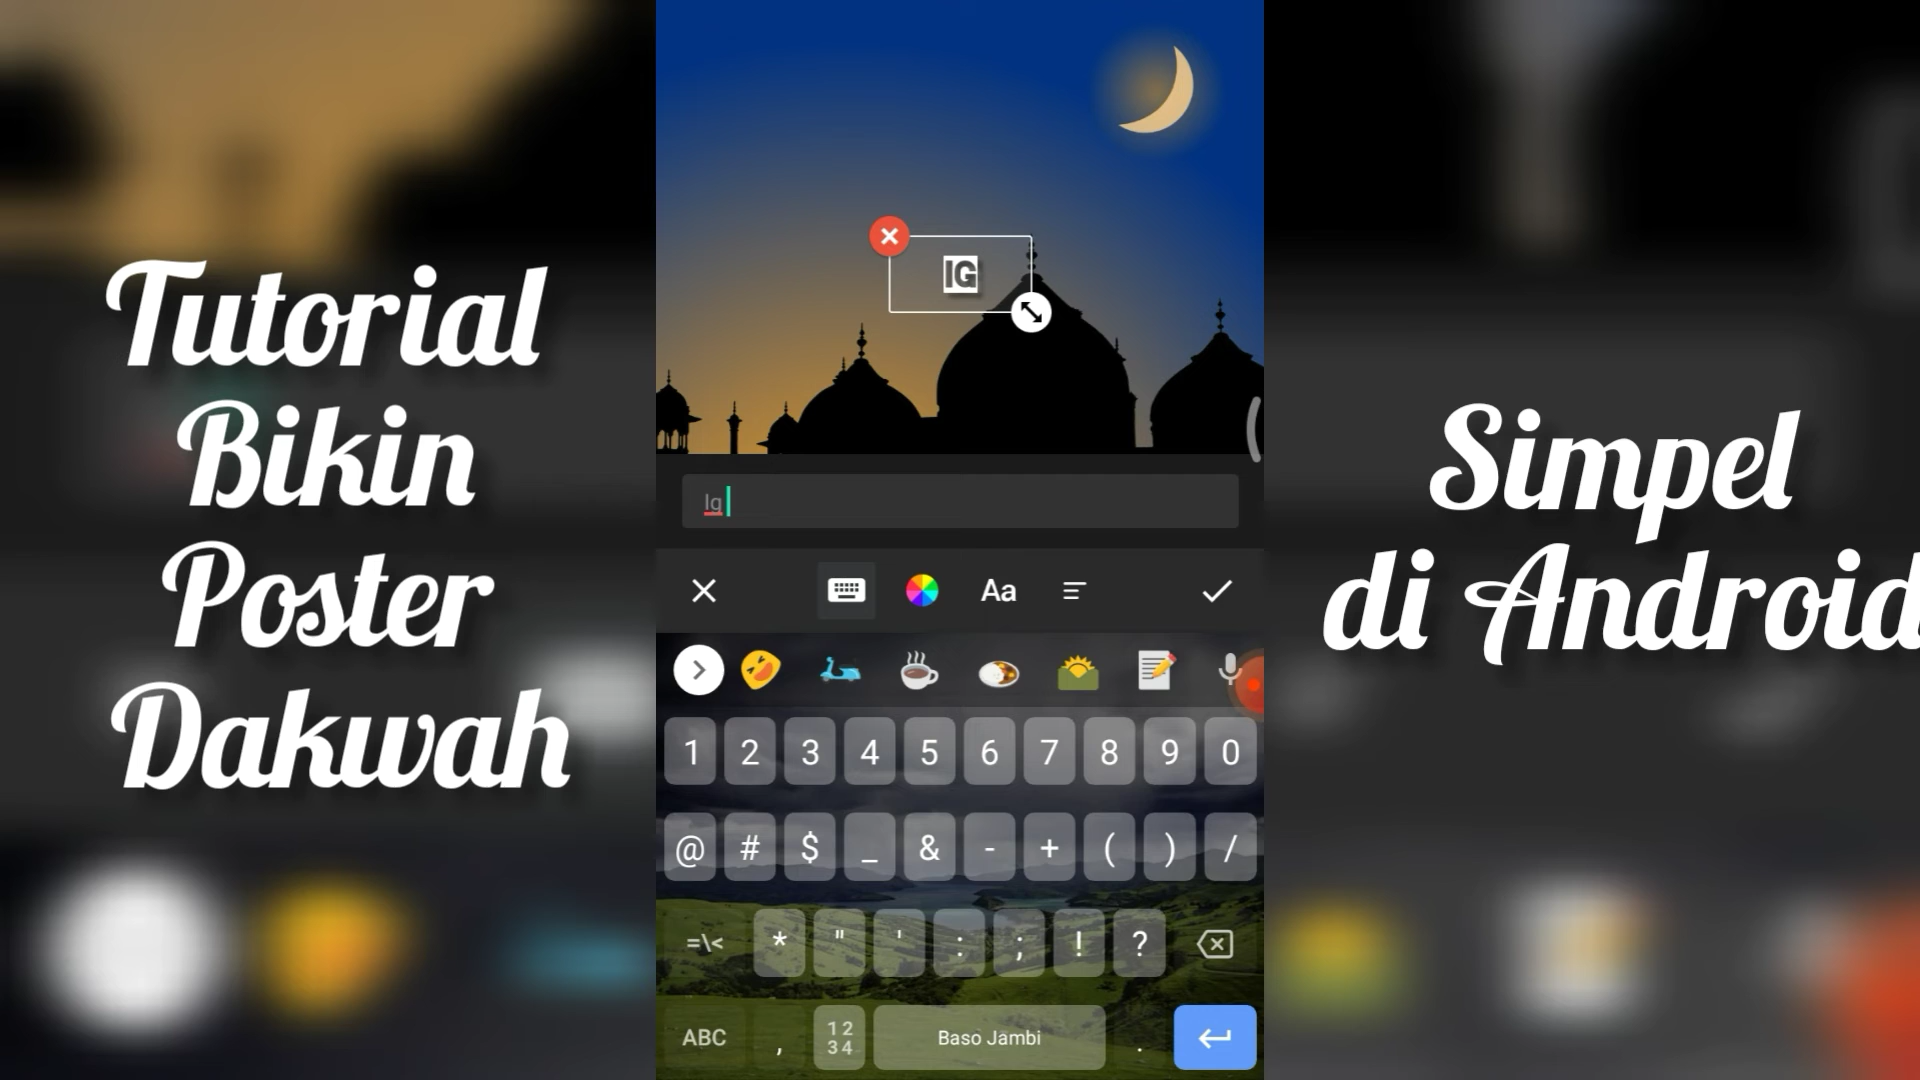 Tutorial
Bikin
Poster
Dakwah
Simpel
di Android
IG
Ig
Aa
1 2 3 4 5 6 7 8 9 0
@ # $ _ & - + ( ) /
=\< * " ' : ; ! ?
ABC , 12 34 Baso Jambi .